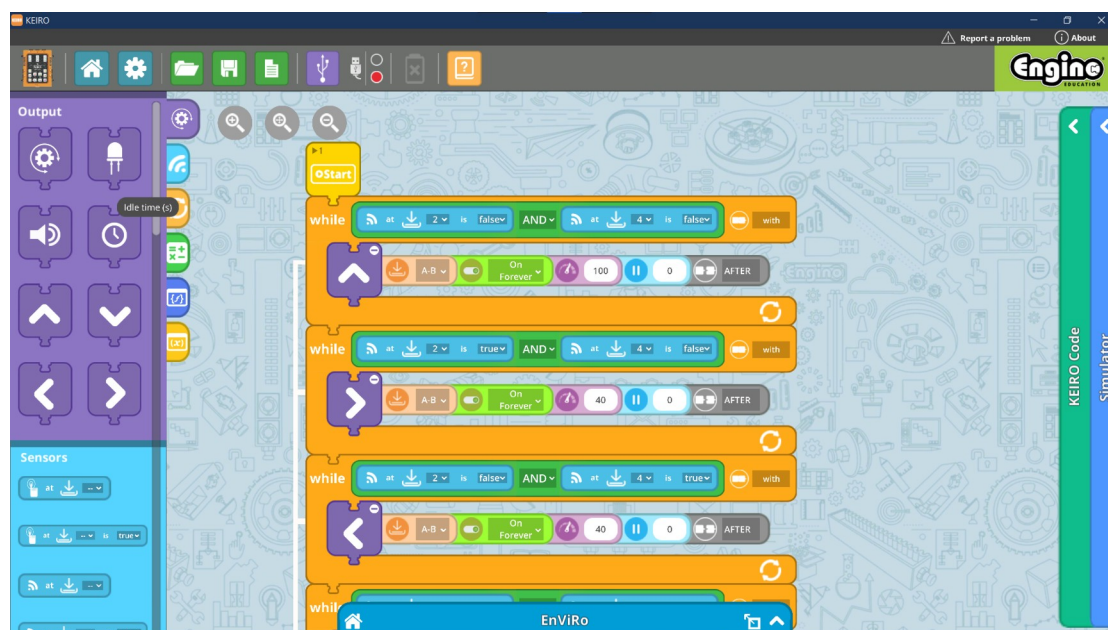 KEIRO
Report a problem
About
Engino
EDUCATION
Output
Idle time (s)
1
Start
while at 2 is false AND at 4 is false with
A-B On Forever 100 0 AFTER
while at 2 is true AND at 4 is false with
A-B On Forever 40 0 AFTER
while at 2 is false AND at 4 is true with
A-B On Forever 40 0 AFTER
while
Sensors
at --
at -- is true
at --
EnViRo
KEIRO Code
Simulator